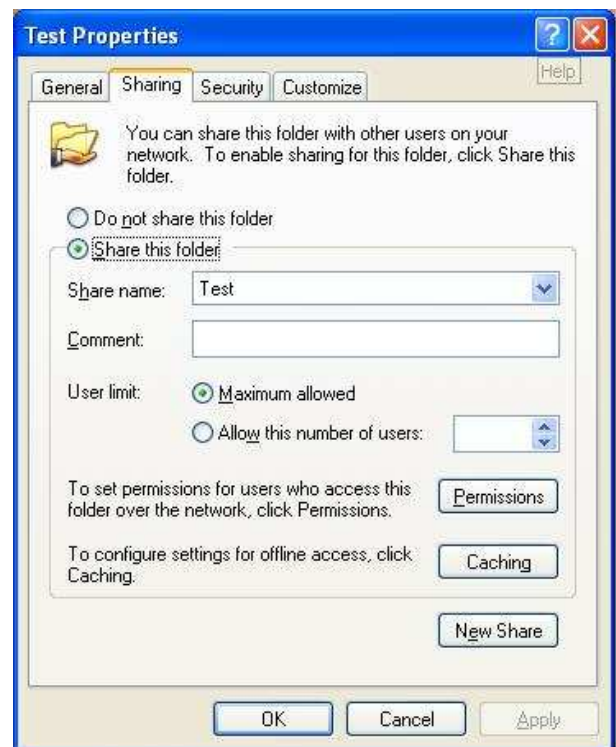 Test Properties
?
Help
General Sharing Security Customize
You can share this folder with other users on your
network. To enable sharing for this folder, click Share this
folder.
Do not share this folder
Share this folder
Share name: Test
Comment:
User limit: Maximum allowed
Allow this number of users:
To set permissions for users who access this
folder over the network, click Permissions.
Permissions
To configure settings for offline access, click
Caching.
Caching
New Share
OK Cancel Apply